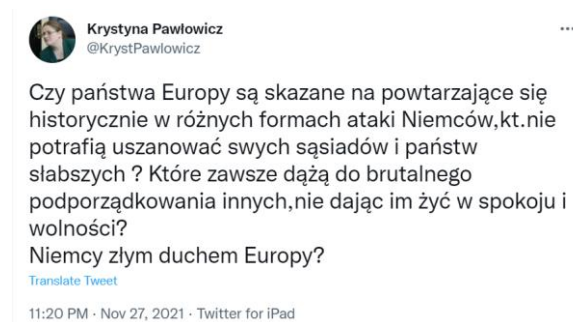 Krystyna Pawłowicz
@KrystPawlowicz
Czy państwa Europy są skazane na powtarzające się
historycznie w różnych formach ataki Niemców,kt.nie
potrafią uszanować swych sąsiadów i państw
słabszych ? Które zawsze dążą do brutalnego
podporządkowania innych,nie dając im żyć w spokoju i
wolności?
Niemcy złym duchem Europy?
Translate Tweet
11:20 PM · Nov 27, 2021 · Twitter for iPad